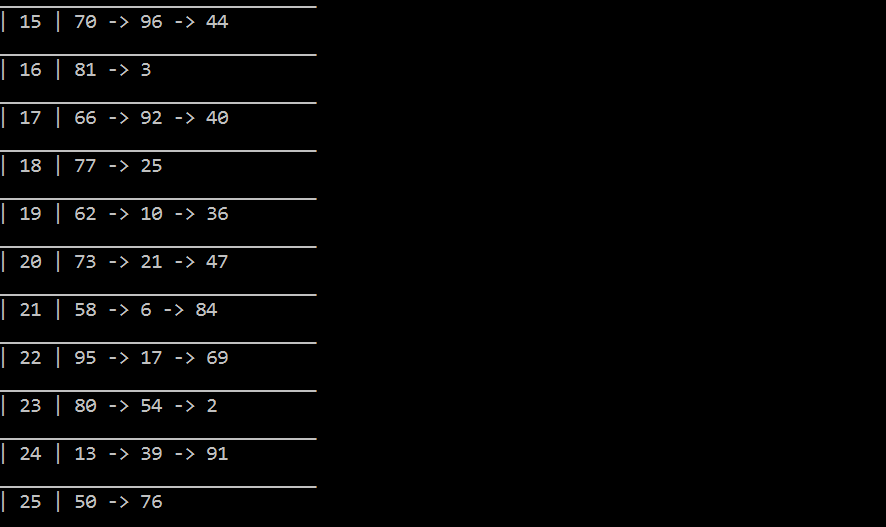 | 15 | 70 -> 96 -> 44
| 16 | 81 -> 3
| 17 | 66 -> 92 -> 40
| 18 | 77 -> 25
| 19 | 62 -> 10 -> 36
| 20 | 73 -> 21 -> 47
| 21 | 58 -> 6 -> 84
| 22 | 95 -> 17 -> 69
| 23 | 80 -> 54 -> 2
| 24 | 13 -> 39 -> 91
| 25 | 50 -> 76